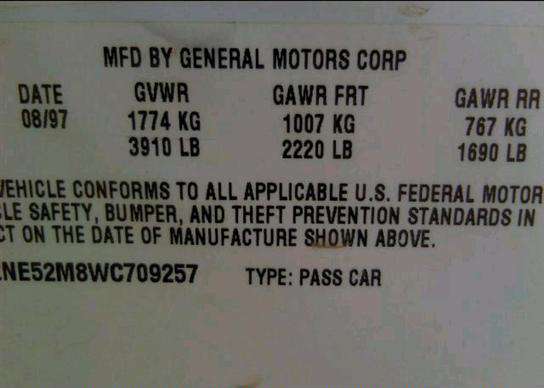 MFD BY GENERAL MOTORS CORP
DATE GVWR GAWR FRT GAWR RR
08/97 1774 KG 1007 KG 767 KG
3910 LB 2220 LB 1690 LB
VEHICLE CONFORMS TO ALL APPLICABLE U.S. FEDERAL MOTOR
CLE SAFETY, BUMPER, AND THEFT PREVENTION STANDARDS IN
CT ON THE DATE OF MANUFACTURE SHOWN ABOVE.
NE52M8WC709257 TYPE: PASS CAR